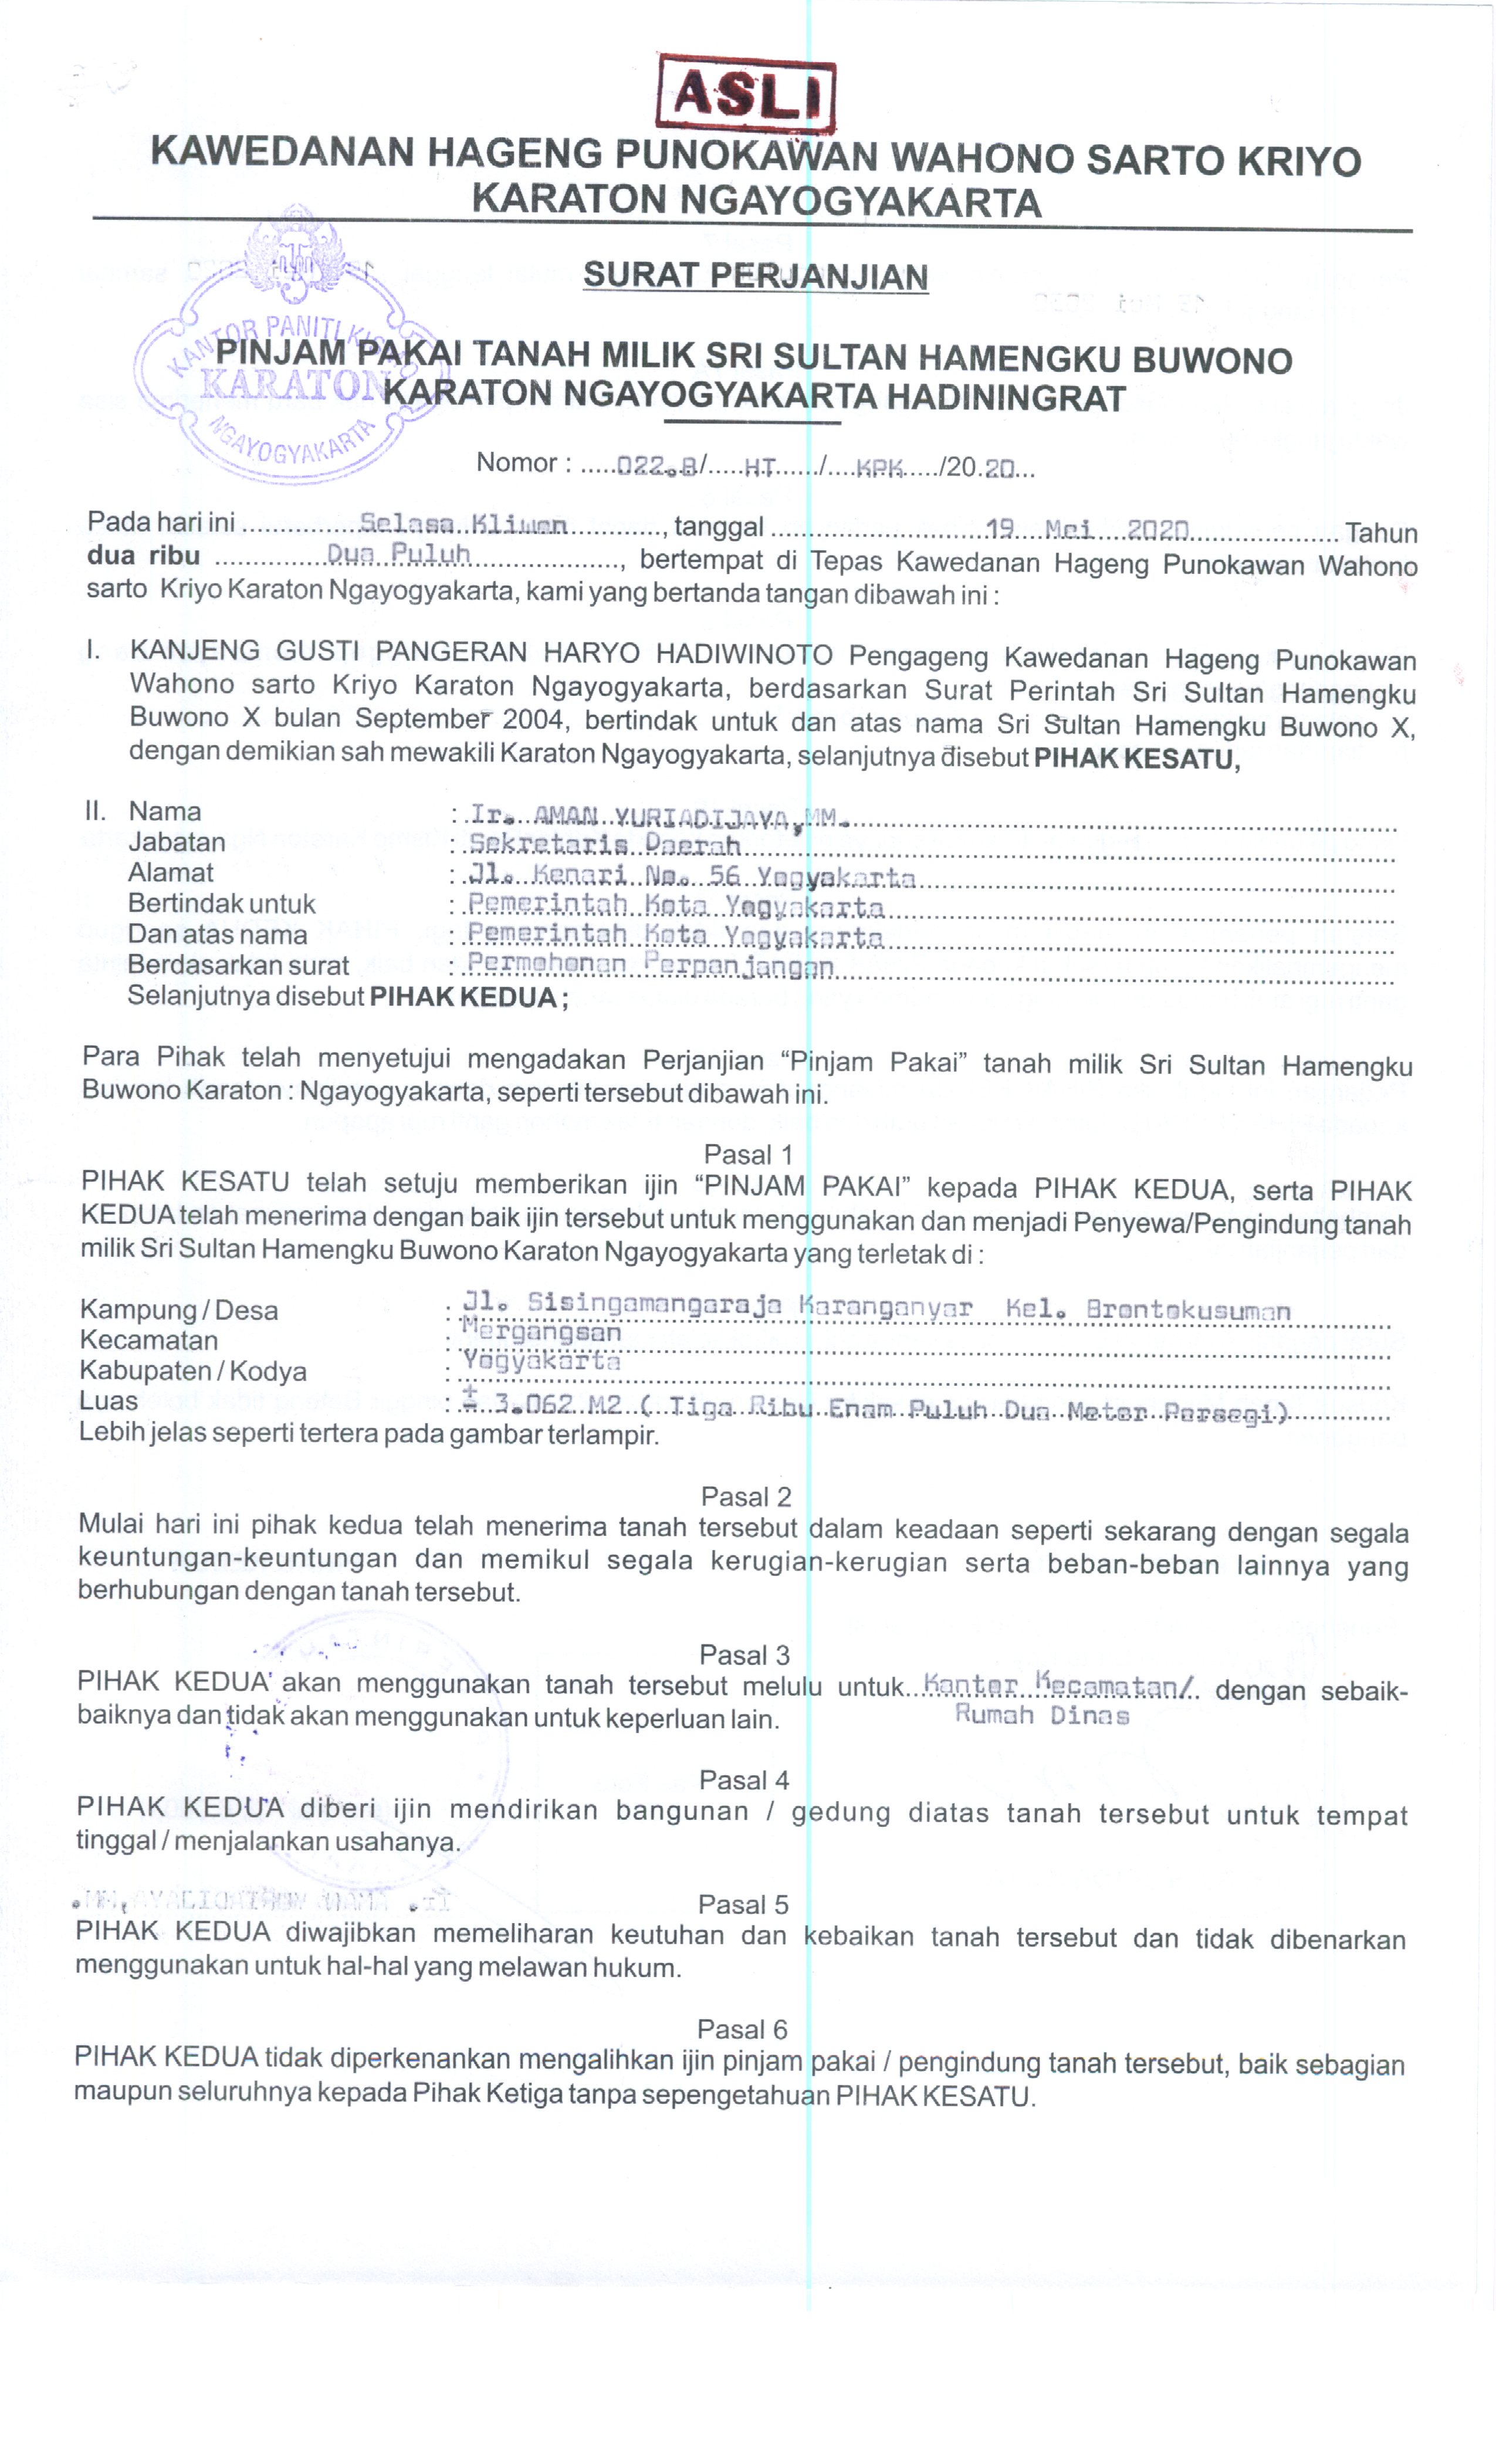 ASLI
KAWEDANAN HAGENG PUNOKAWAN WAHONO SARTO KRIYO
KARATON NGAYOGYAKARTA
SURAT PERJANJIAN
KANTOR PANITI KISMO
KARATON
NGAYOGYAKARTA
PINJAM PAKAI TANAH MILIK SRI SULTAN HAMENGKU BUWONO
KARATON NGAYOGYAKARTA HADININGRAT
Nomor : .....022.B/.....HT....../....KPK...../20.20...
Pada hari ini ..............Selasa Kliwon.............., tanggal ..........................19 Mei 2020.................. Tahun
dua ribu ..............Dua Puluh...................., bertempat di Tepas Kawedanan Hageng Punokawan Wahono
sarto Kriyo Karaton Ngayogyakarta, kami yang bertanda tangan dibawah ini :
I. KANJENG GUSTI PANGERAN HARYO HADIWINOTO Pengageng Kawedanan Hageng Punokawan
Wahono sarto Kriyo Karaton Ngayogyakarta, berdasarkan Surat Perintah Sri Sultan Hamengku
Buwono X bulan September 2004, bertindak untuk dan atas nama Sri Sultan Hamengku Buwono X,
dengan demikian sah mewakili Karaton Ngayogyakarta, selanjutnya disebut PIHAK KESATU,
II. Nama : Ir. AMAN YURIADIJAYA,MM.
Jabatan : Sekretaris Daerah
Alamat : Jl. Kenari No. 56 Yogyakarta
Bertindak untuk : Pemerintah Kota Yogyakarta
Dan atas nama : Pemerintah Kota Yogyakarta
Berdasarkan surat : Permohonan Perpanjangan
Selanjutnya disebut PIHAK KEDUA ;
Para Pihak telah menyetujui mengadakan Perjanjian “Pinjam Pakai” tanah milik Sri Sultan Hamengku
Buwono Karaton : Ngayogyakarta, seperti tersebut dibawah ini.
Pasal 1
PIHAK KESATU telah setuju memberikan ijin “PINJAM PAKAI” kepada PIHAK KEDUA, serta PIHAK
KEDUA telah menerima dengan baik ijin tersebut untuk menggunakan dan menjadi Penyewa/Pengindung tanah
milik Sri Sultan Hamengku Buwono Karaton Ngayogyakarta yang terletak di :
Kampung / Desa : Jl. Sisingamangaraja Karanganyar Kel. Brontokusuman
Kecamatan : Mergangsan
Kabupaten / Kodya : Yogyakarta
Luas : ± 3.062 M2 ( Tiga Ribu Enam Puluh Dua Meter Persegi)
Lebih jelas seperti tertera pada gambar terlampir.
Pasal 2
Mulai hari ini pihak kedua telah menerima tanah tersebut dalam keadaan seperti sekarang dengan segala
keuntungan-keuntungan dan memikul segala kerugian-kerugian serta beban-beban lainnya yang
berhubungan dengan tanah tersebut.
Pasal 3
PIHAK KEDUA akan menggunakan tanah tersebut melulu untuk..Kantor Kecamatan/. dengan sebaik-
baiknya dan tidak akan menggunakan untuk keperluan lain. Rumah Dinas
Pasal 4
PIHAK KEDUA diberi ijin mendirikan bangunan / gedung diatas tanah tersebut untuk tempat
tinggal / menjalankan usahanya.
Pasal 5
PIHAK KEDUA diwajibkan memeliharan keutuhan dan kebaikan tanah tersebut dan tidak dibenarkan
menggunakan untuk hal-hal yang melawan hukum.
Pasal 6
PIHAK KEDUA tidak diperkenankan mengalihkan ijin pinjam pakai / pengindung tanah tersebut, baik sebagian
maupun seluruhnya kepada Pihak Ketiga tanpa sepengetahuan PIHAK KESATU.